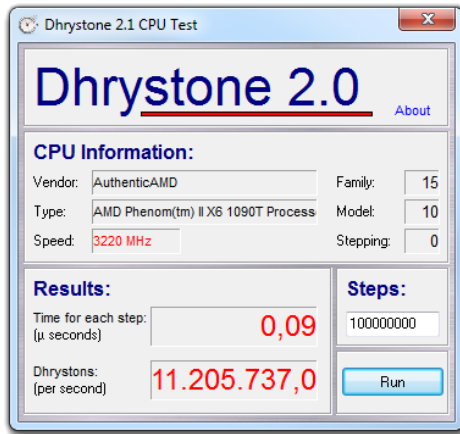 Dhrystone 2.1 CPU Test
Dhrystone 2.0
About
CPU Information:
Vendor: AuthenticAMD Family: 15
Type: AMD Phenom(tm) II X6 1090T Process Model: 10
Speed: 3220 MHz Stepping: 0
Results:
Time for each step:
(µ seconds)
0,09
Dhrystons:
(per second)
11.205.737,0
Steps:
100000000
Run